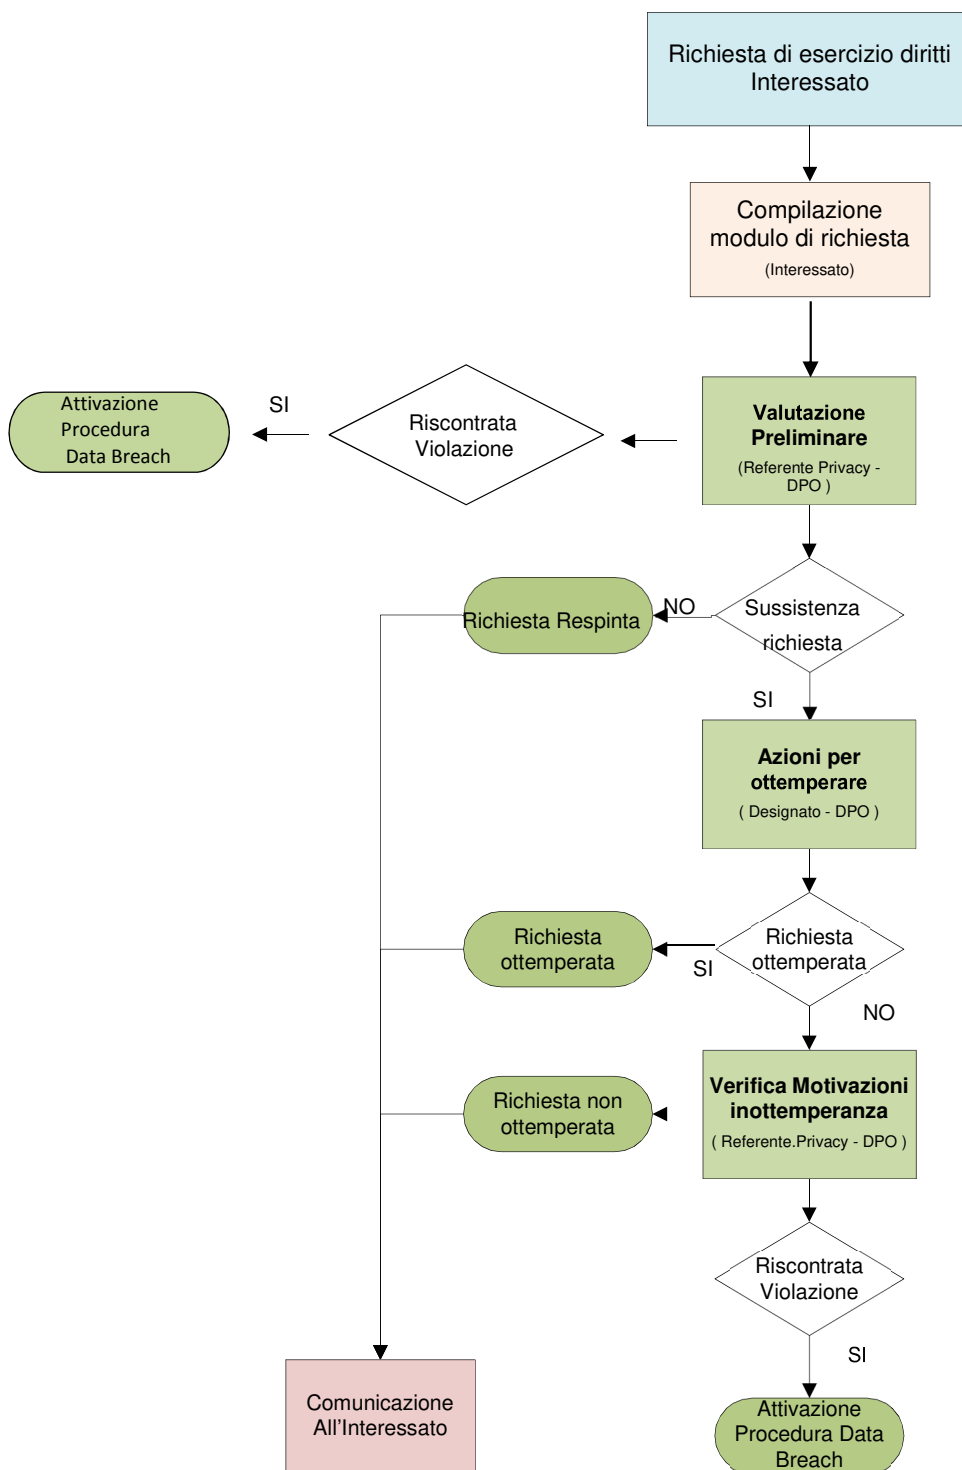 Richiesta di esercizio diritti
Interessato
Compilazione
modulo di richiesta
(Interessato)
Valutazione
Preliminare
(Referente Privacy -
DPO )
Riscontrata
Violazione
SI
Attivazione
Procedura
Data Breach
Sussistenza
richiesta
NO
Richiesta Respinta
SI
Azioni per
ottemperare
( Designato - DPO )
Richiesta
ottemperata
SI
Richiesta
ottemperata
NO
Verifica Motivazioni
inottemperanza
( Referente.Privacy - DPO )
Richiesta non
ottemperata
Riscontrata
Violazione
SI
Attivazione
Procedura Data
Breach
Comunicazione
All'Interessato